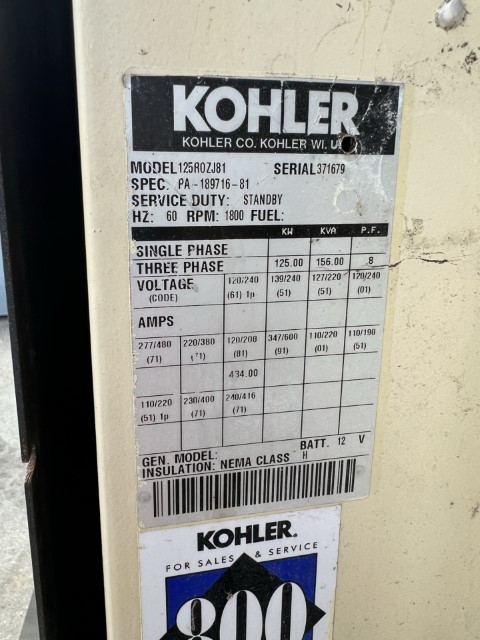 KOHLER
KOHLER CO. KOHLER WI. U
MODEL 125ROZJ81 SERIAL 371679
SPEC. PA-189716-81
SERVICE DUTY: STANDBY
HZ: 60 RPM: 1800 FUEL:
KW KVA P.F.
SINGLE PHASE
THREE PHASE 125.00 156.00 .8
VOLTAGE 120/240 139/240 127/220 120/240
(CODE) (61) 1p (51) (51) (01)
AMPS
277/480 220/380 120/208 347/600 110/220 110/190
(71) (71) (81) (91) (01) (51)
434.00
110/220 230/400 240/416
(51) 1p (71) (71)
BATT. 12 V
GEN. MODEL:
INSULATION: NEMA CLASS H
KOHLER.
FOR SALES & SERVICE
800